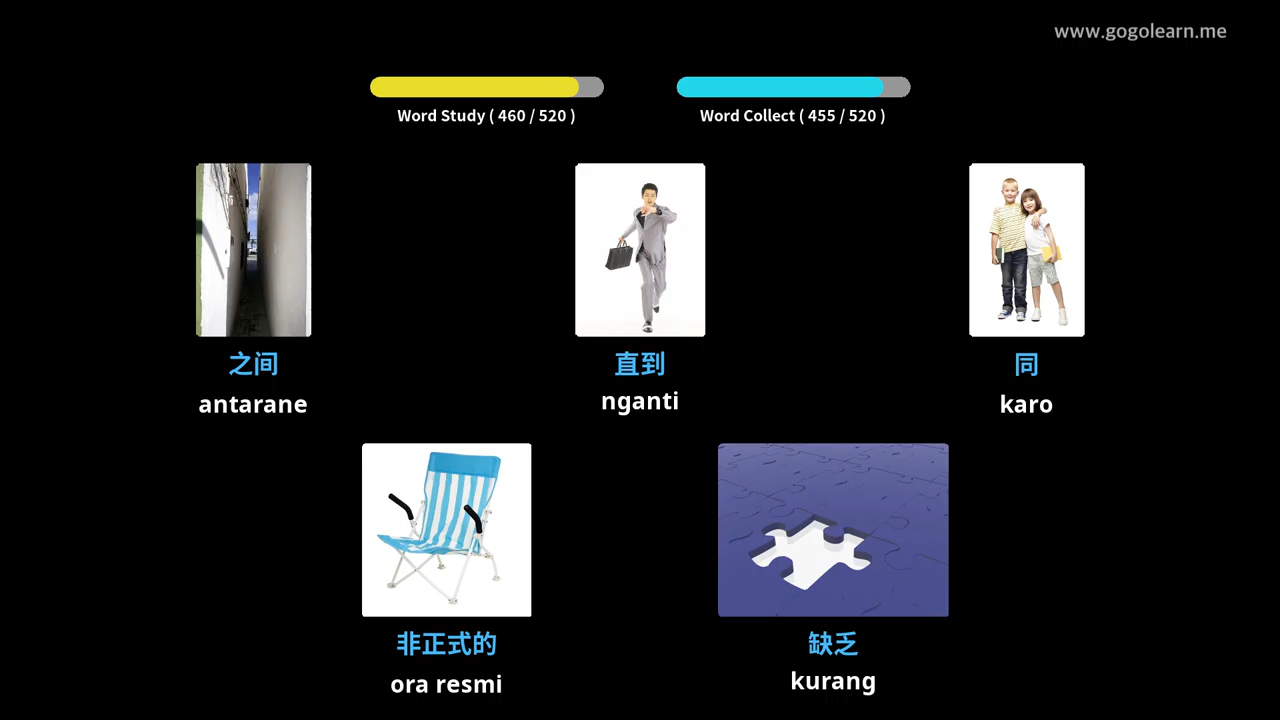 www.gogolearn.me
Word Study ( 460 / 520 )
Word Collect ( 455 / 520 )
之间
antarane
直到
nganti
同
karo
非正式的
ora resmi
缺乏
kurang